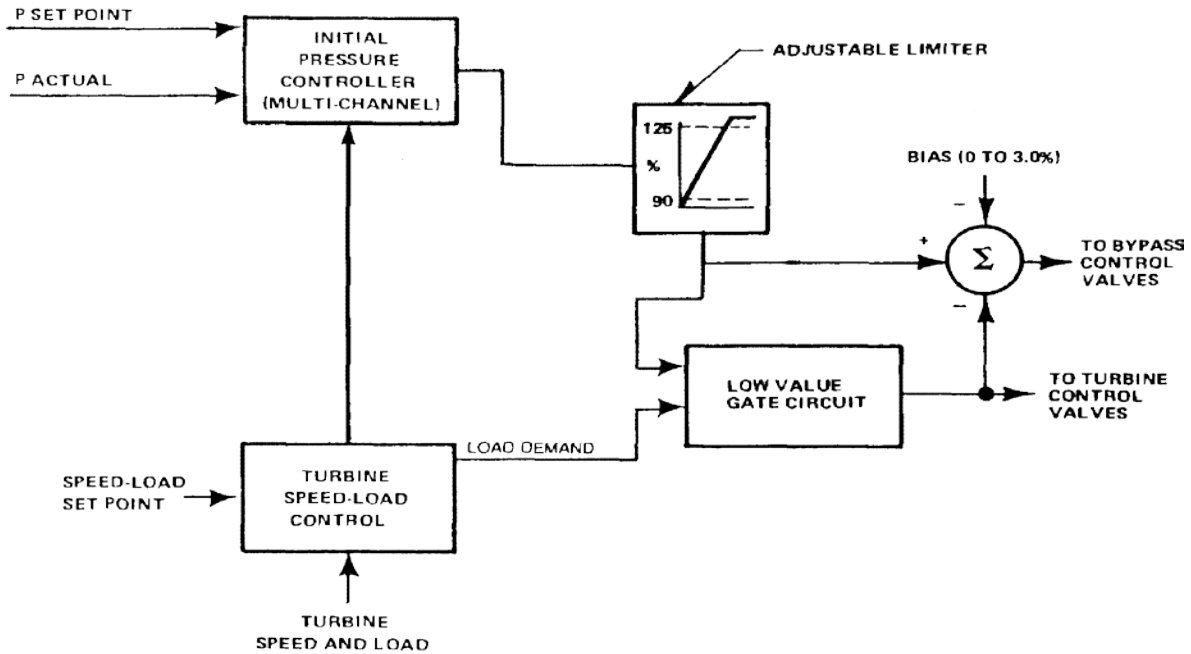 P SET POINT
P ACTUAL
INITIAL
PRESSURE
CONTROLLER
(MULTI-CHANNEL)
ADJUSTABLE LIMITER
125
%
90
BIAS (0 TO 3.0%)
−
+
Σ
−
TO BYPASS
CONTROL
VALVES
LOW VALUE
GATE CIRCUIT
TO TURBINE
CONTROL
VALVES
LOAD DEMAND
SPEED-LOAD
SET POINT
TURBINE
SPEED-LOAD
CONTROL
TURBINE
SPEED AND LOAD